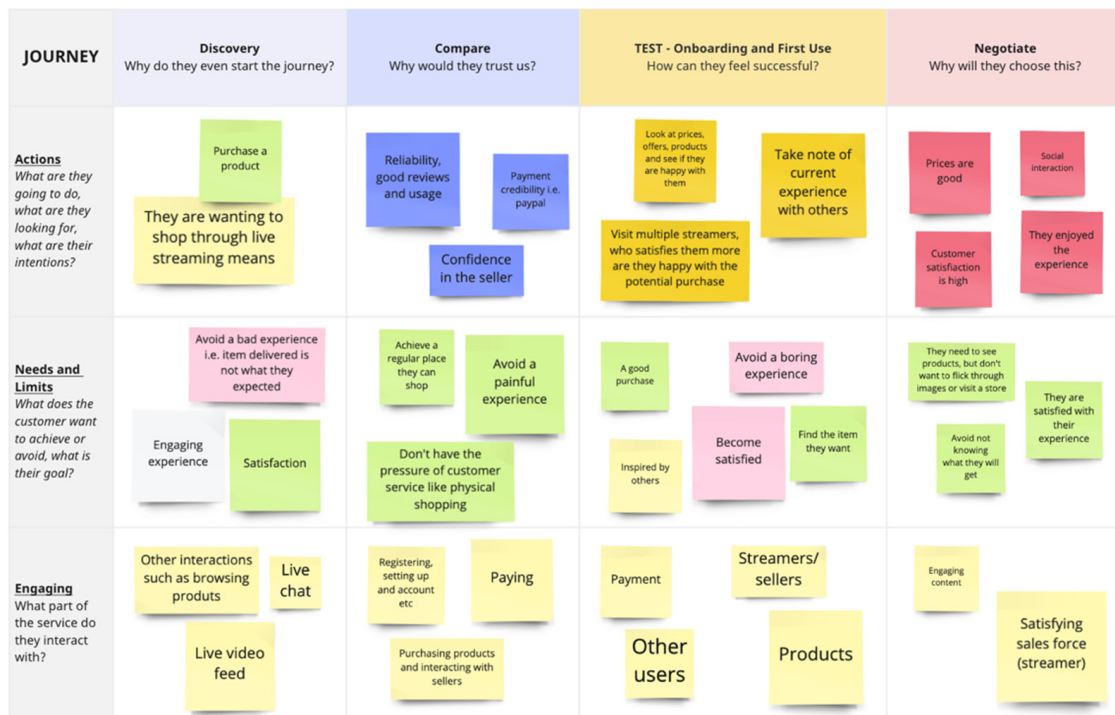 JOURNEY
Discovery
Why do they even start the journey?
Compare
Why would they trust us?
TEST - Onboarding and First Use
How can they feel successful?
Negotiate
Why will they choose this?
Actions
What are they
going to do,
what are they
looking for,
what are their
intentions?
Purchase a
product
They are wanting to
shop through live
streaming means
Reliability,
good reviews
and usage
Payment
credibility i.e.
paypal
Confidence
in the seller
Look at prices,
offers, products
and see if they
are happy with
them
Take note of
current
experience
with others
Visit multiple streamers,
who satisfies them more
are they happy with the
potential purchase
Prices are
good
Social
interaction
Customer
satisfiaction
is high
They enjoyed
the
experience
Needs and
Limits
What does the
customer want
to achieve or
avoid, what is
their goal?
Avoid a bad experience
i.e. item delivered is
not what they
expected
Engaging
experience
Satisfaction
Achieve a
regular place
they can
shop
Avoid a
painful
experience
Don't have the
pressure of customer
service like physical
shopping
A good
purchase
Avoid a boring
experience
Inspired by
others
Become
satisfied
Find the item
they want
They need to see
products, but don't
want to flick through
images or visit a store
They are
satisfied with
their
experience
Avoid not
knowing
what they will
get
Engaging
What part of
the service do
they interact
with?
Other interactions
such as browsing
produts
Live
chat
Live video
feed
Registering,
setting up
and account
etc
Paying
Purchasing products
and interacting with
sellers
Payment
Streamers/
sellers
Other
users
Products
Engaging
content
Satisfying
sales force
(streamer)